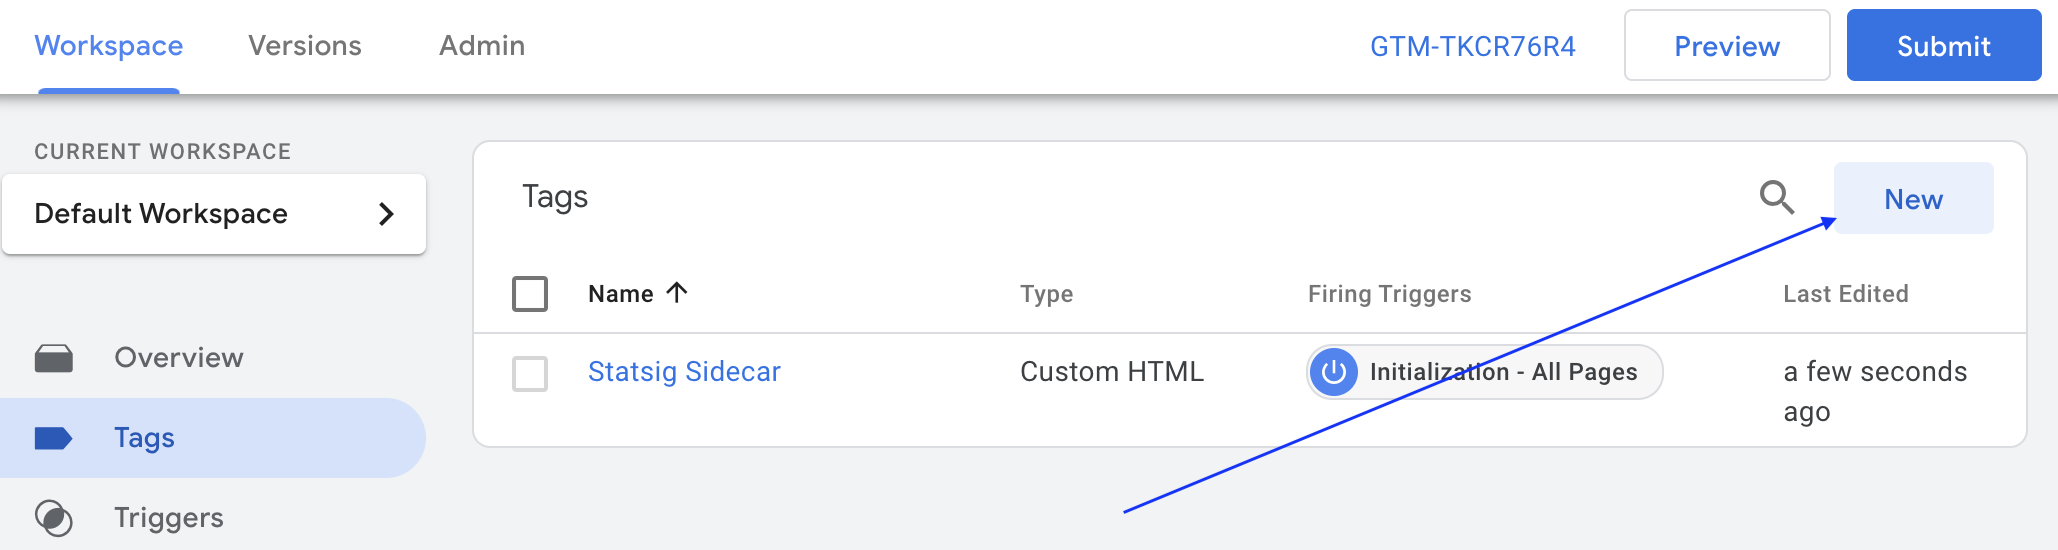 Workspace
Versions
Admin
GTM-TKCR76R4
Preview
Submit
CURRENT WORKSPACE
Default Workspace
Overview
Tags
Triggers
Tags
New
Name
Type
Firing Triggers
Last Edited
Statsig Sidecar
Custom HTML
Initialization - All Pages
a few seconds
ago